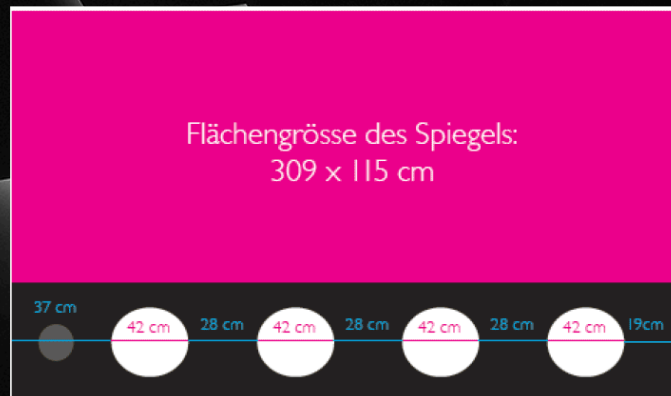 Flächengrösse des Spiegels:
309 x 115 cm
37 cm
42 cm 28 cm 42 cm 28 cm 42 cm 28 cm 42 cm 19cm